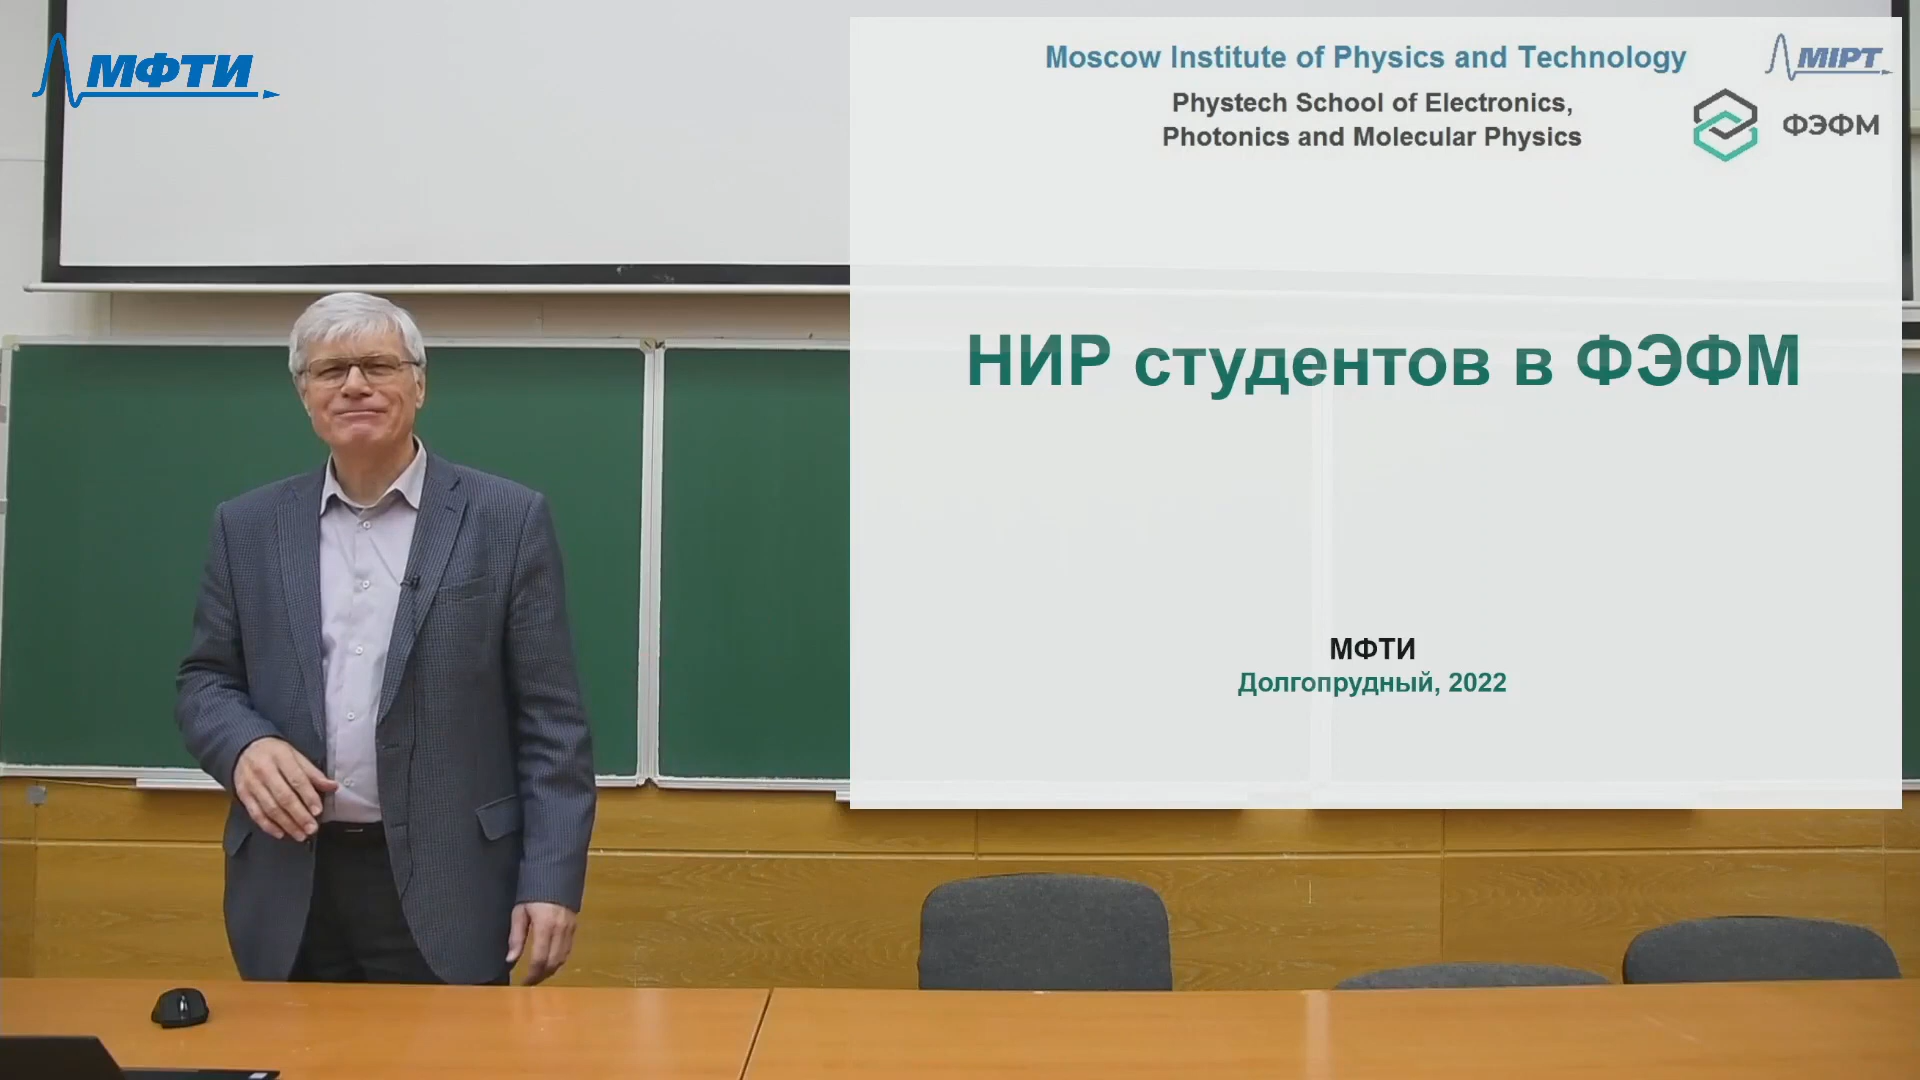 МФТИ
Moscow Institute of Physics and Technology
MIPT
Phystech School of Electronics,
Photonics and Molecular Physics
ФЭФМ
НИР студентов в ФЭФМ
МФТИ
Долгопрудный, 2022